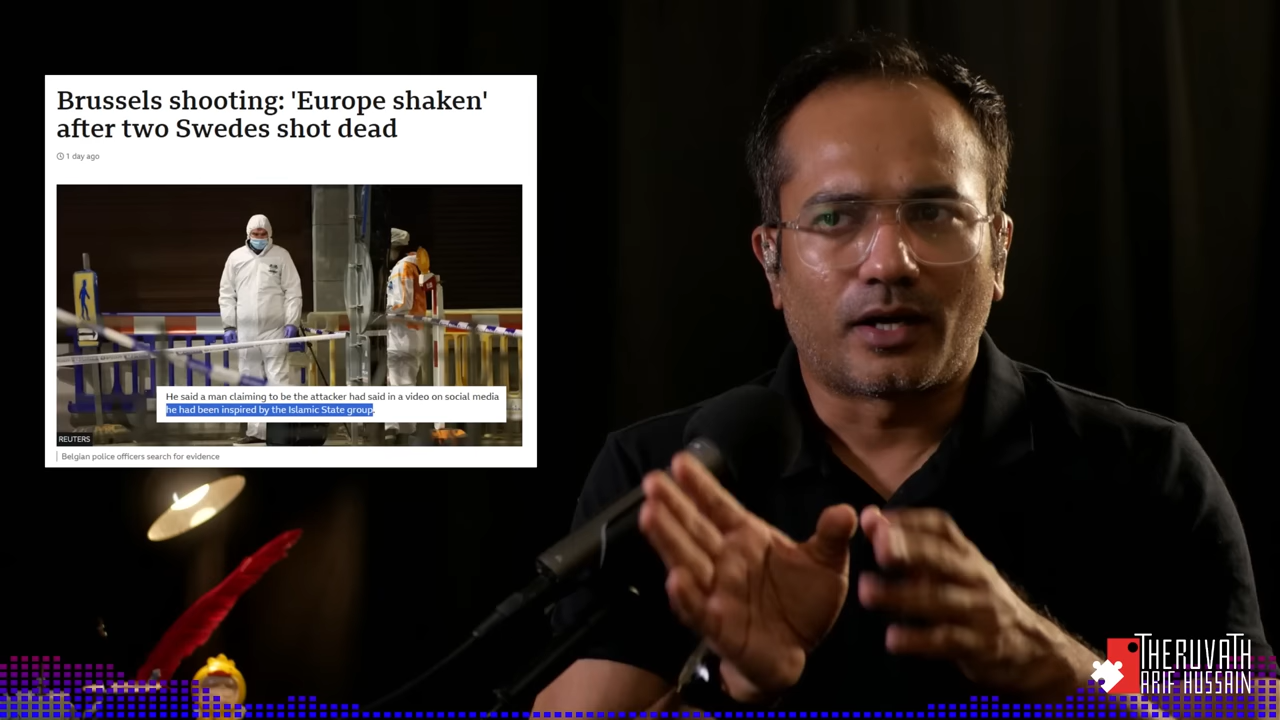 Brussels shooting: 'Europe shaken'
after two Swedes shot dead
1 day ago
He said a man claiming to be the attacker had said in a video on social media
he had been inspired by the Islamic State group.
REUTERS
Belgian police officers search for evidence
THERUVATH
ARIF HUSSAIN